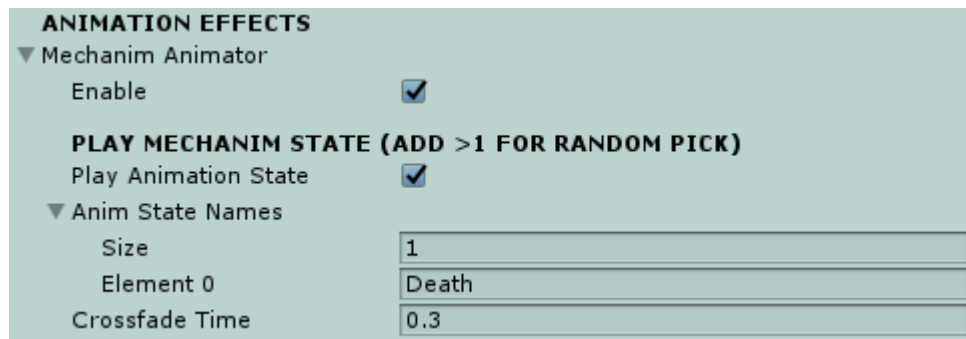 ANIMATION EFFECTS
Mechanim Animator
Enable
PLAY MECHANIM STATE (ADD >1 FOR RANDOM PICK)
Play Animation State
Anim State Names
Size 1
Element 0 Death
Crossfade Time 0.3